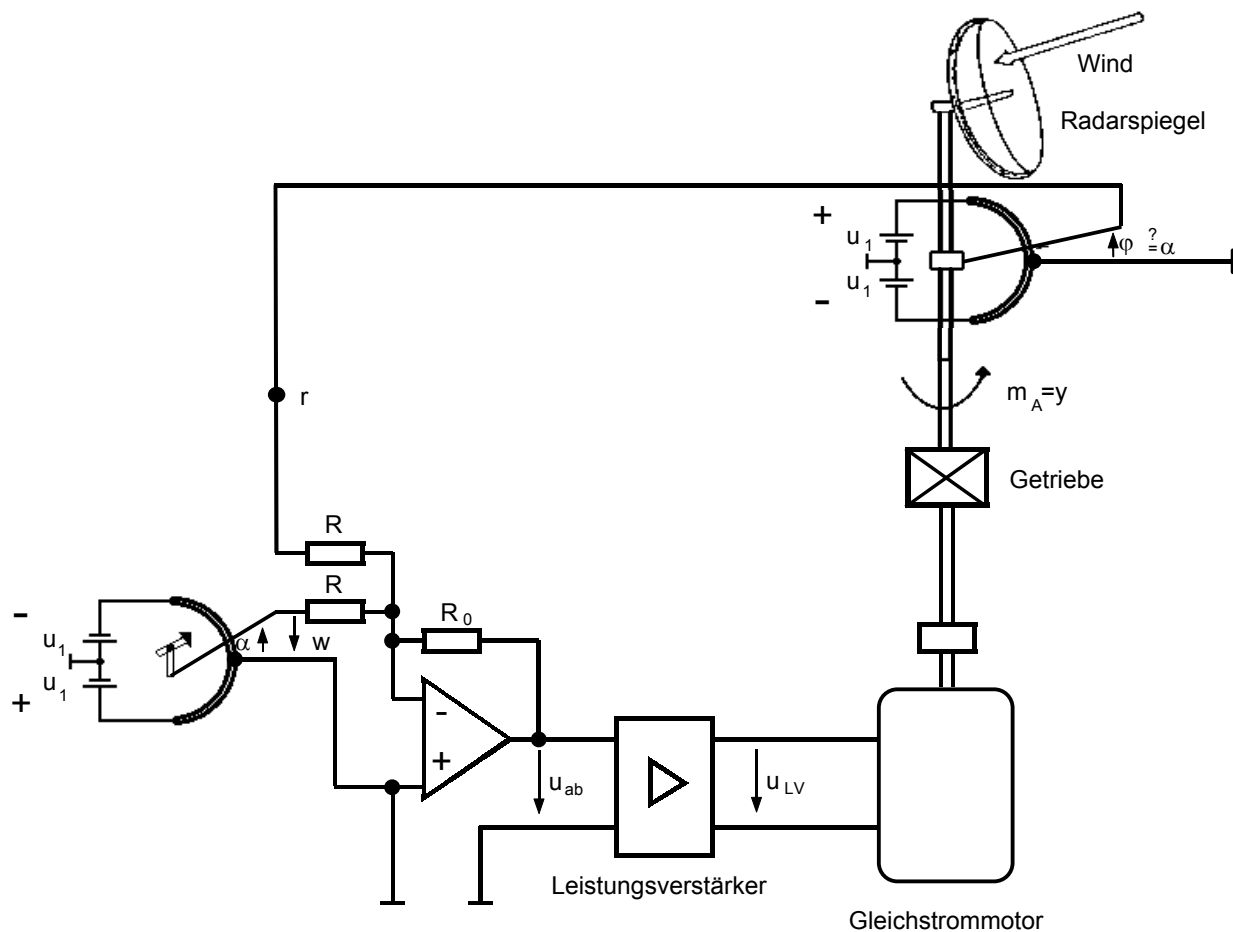 Wind
Radarspiegel
+
u1
u1
-
φ ?= α
r
mA=y
Getriebe
R
R
R0
-
u1
u1
+
α
w
-
+
uab
uLV
Leistungsverstärker
Gleichstrommotor